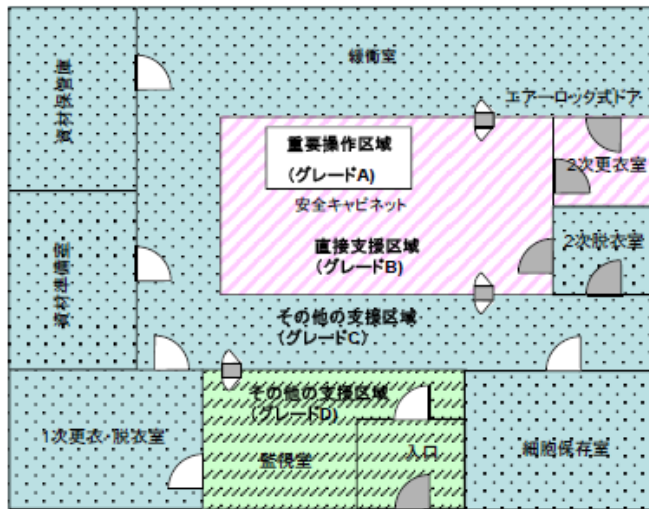 緩衝室
資材保管庫
エアーロック式ドア
重要操作区域
(グレードA)
安全キャビネット
2次更衣室
直接支援区域
(グレードB)
2次脱衣室
資材準備室
その他の支援区域
(グレードC)
その他の支援区域
(グレードD)
1次更衣・脱衣室
監視室
入口
細胞保存室